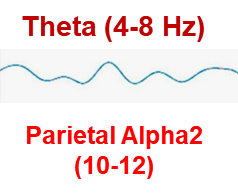 Theta (4-8 Hz)
Parietal Alpha2
(10-12)